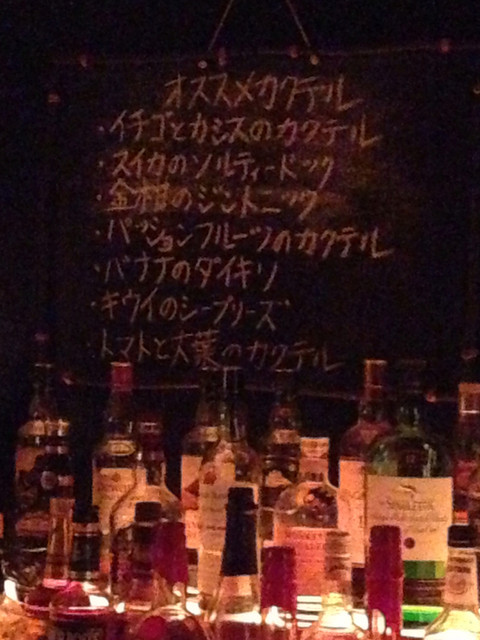 オススメカクテル
・イチゴとカシスのカクテル
・スイカのソルティードッグ
・金柑のジントニック
・パッションフルーツのカクテル
・バナナのダイキリ
・キウイのシーブリーズ
・トマトと大葉のカクテル